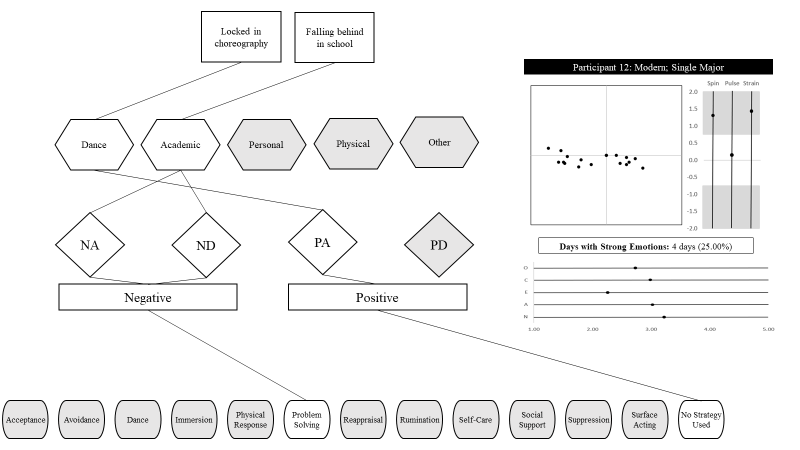 Locked in
choreography
Falling behind
in school
Participant 12: Modern; Single Major
Spin Pulse Strain
2.0
1.5
1.0
0.5
0.0
-0.5
-1.0
-1.5
-2.0
Dance
Academic
Personal
Physical
Other
NA
ND
PA
PD
Negative
Positive
Days with Strong Emotions: 4 days (25.00%)
O
C
E
A
N
1.00 2.00 3.00 4.00 5.00
Acceptance
Avoidance
Dance
Immersion
Physical
Response
Problem
Solving
Reappraisal
Rumination
Self-Care
Social
Support
Suppression
Surface
Acting
No Strategy
Used